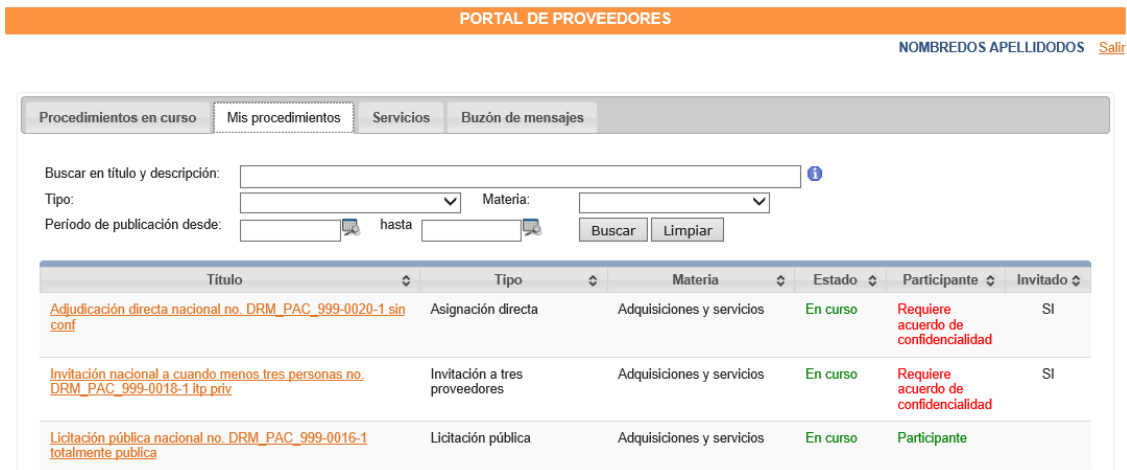 PORTAL DE PROVEEDORES
NOMBREDOS APELLIDODOS Salir
Procedimientos en curso Mis procedimientos Servicios Buzón de mensajes
Buscar en título y descripción:
Tipo: Materia:
Período de publicación desde: hasta Buscar Limpiar
Título Tipo Materia Estado Participante Invitado
Adjudicación directa nacional no. DRM_PAC_999-0020-1 sin conf Asignación directa Adquisiciones y servicios En curso Requiere acuerdo de confidencialidad SI
Invitación nacional a cuando menos tres personas no. DRM_PAC_999-0018-1 itp priv Invitación a tres proveedores Adquisiciones y servicios En curso Requiere acuerdo de confidencialidad SI
Licitación pública nacional no. DRM_PAC_999-0016-1 totalmente publica Licitación pública Adquisiciones y servicios En curso Participante